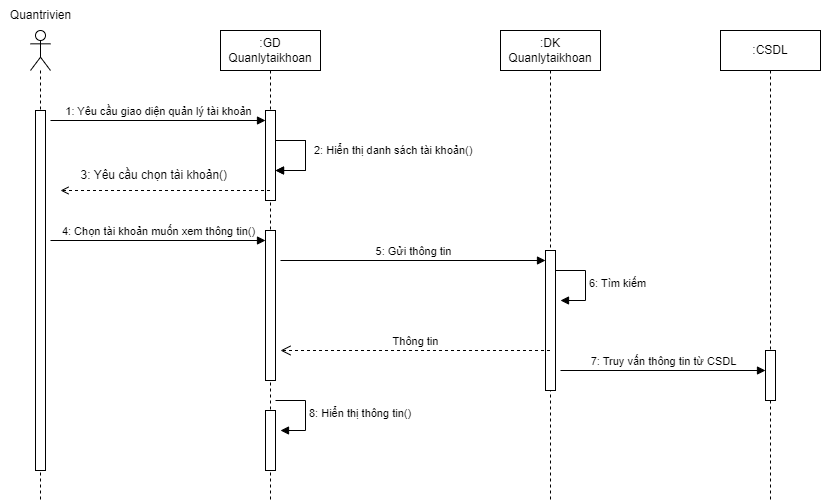 Quantrivien
:GD
Quanlytaikhoan
:DK
Quanlytaikhoan
:CSDL
1: Yêu cầu giao diện quản lý tài khoản
2: Hiển thị danh sách tài khoản()
3: Yêu cầu chọn tài khoản()
4: Chọn tài khoản muốn xem thông tin()
5: Gửi thông tin
6: Tìm kiếm
Thông tin
7: Truy vấn thông tin từ CSDL
8: Hiển thị thông tin()